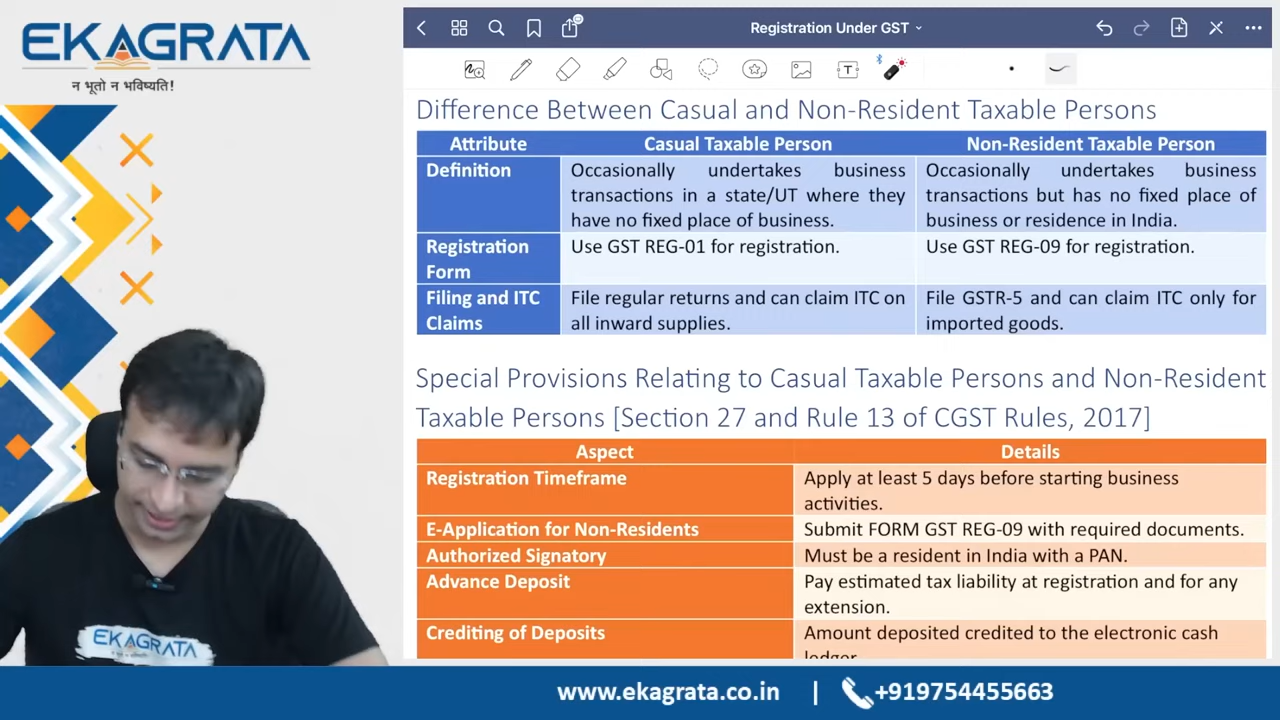 EKAGRATA
न भूतो न भविष्यति!
Registration Under GST
T
Difference Between Casual and Non-Resident Taxable Persons
Attribute Casual Taxable Person Non-Resident Taxable Person
Definition Occasionally undertakes business Occasionally undertakes business
transactions in a state/UT where they transactions but has no fixed place of
have no fixed place of business. business or residence in India.
Registration Use GST REG-01 for registration. Use GST REG-09 for registration.
Form
Filing and ITC File regular returns and can claim ITC on File GSTR-5 and can claim ITC only for
Claims all inward supplies. imported goods.
Special Provisions Relating to Casual Taxable Persons and Non-Resident
Taxable Persons [Section 27 and Rule 13 of CGST Rules, 2017]
Aspect Details
Registration Timeframe Apply at least 5 days before starting business
activities.
E-Application for Non-Residents Submit FORM GST REG-09 with required documents.
Authorized Signatory Must be a resident in India with a PAN.
Advance Deposit Pay estimated tax liability at registration and for any
extension.
Crediting of Deposits Amount deposited credited to the electronic cash
ledger
EKAGRATA
www.ekagrata.co.in | +919754455663